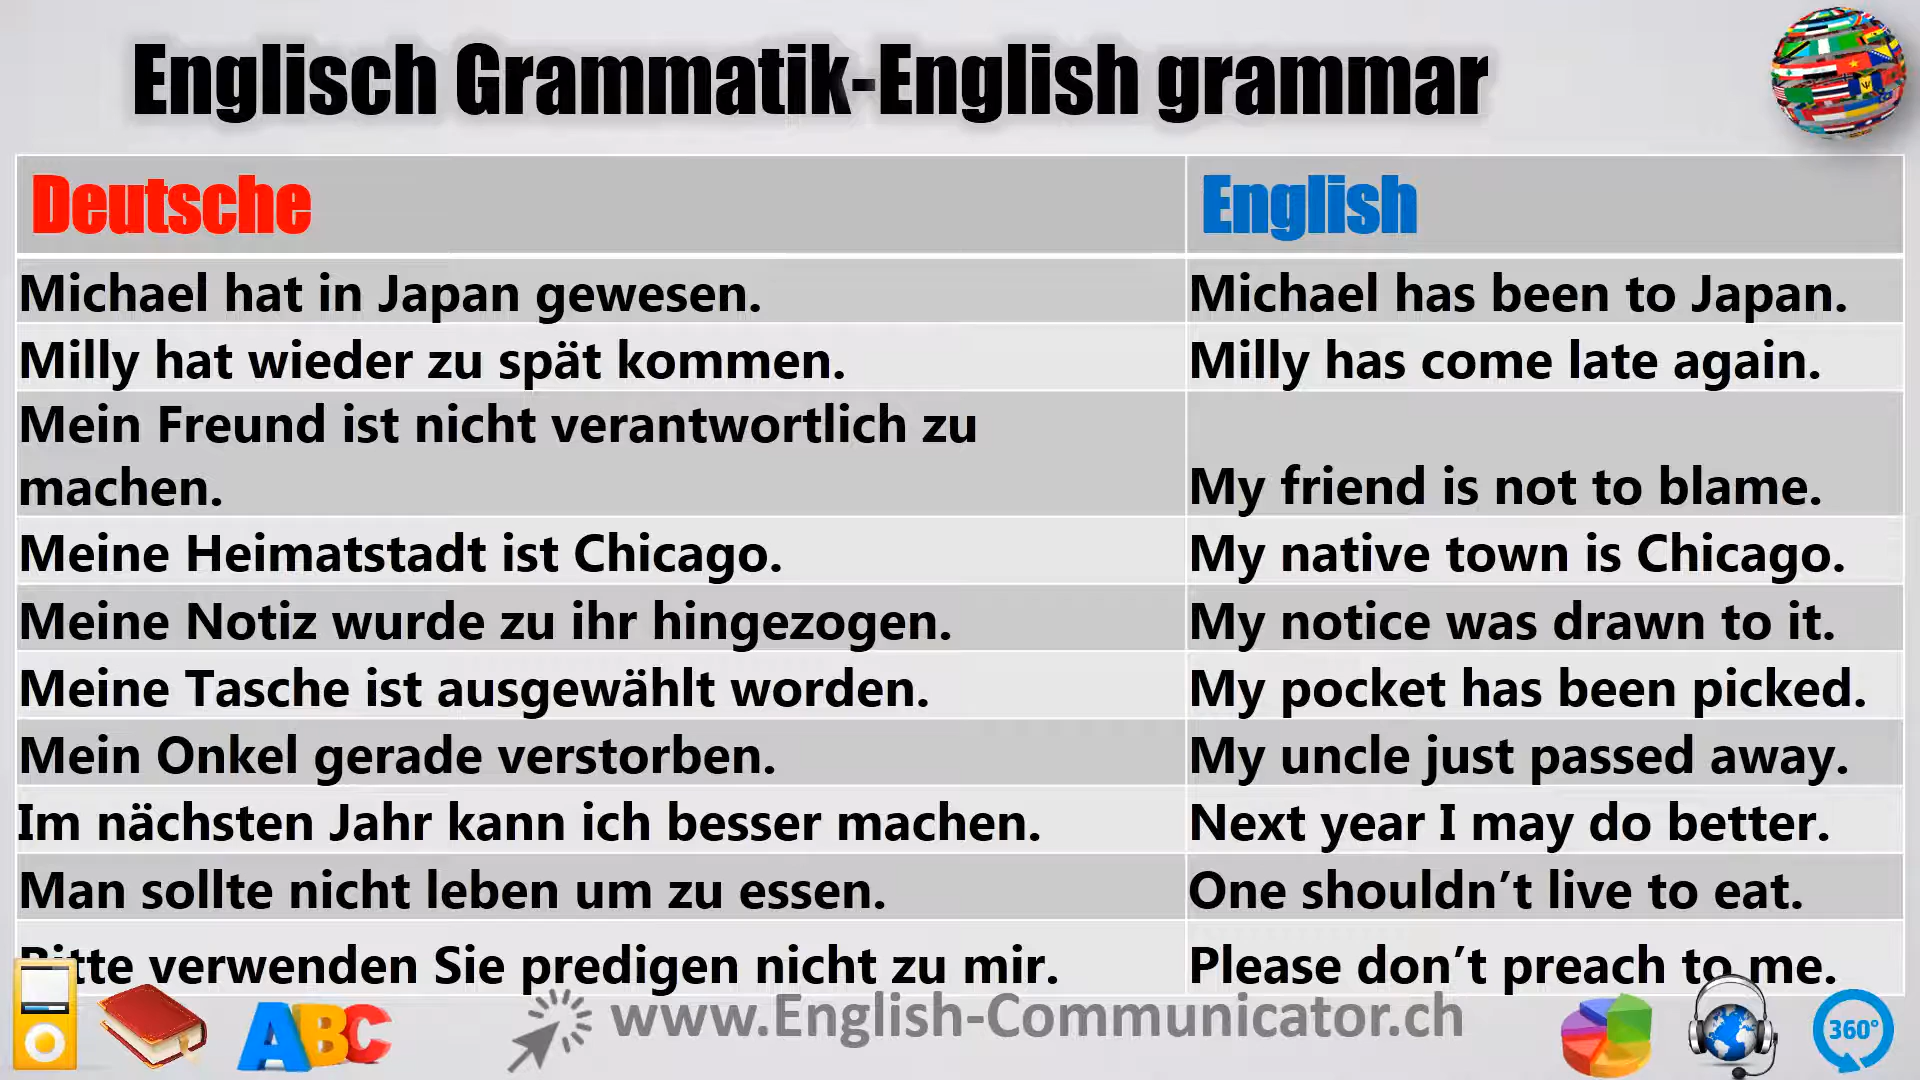 Englisch Grammatik-English grammar
Deutsche English
Michael hat in Japan gewesen. Michael has been to Japan.
Milly hat wieder zu spät kommen. Milly has come late again.
Mein Freund ist nicht verantwortlich zu
machen. My friend is not to blame.
Meine Heimatstadt ist Chicago. My native town is Chicago.
Meine Notiz wurde zu ihr hingezogen. My notice was drawn to it.
Meine Tasche ist ausgewählt worden. My pocket has been picked.
Mein Onkel gerade verstorben. My uncle just passed away.
Im nächsten Jahr kann ich besser machen. Next year I may do better.
Man sollte nicht leben um zu essen. One shouldn’t live to eat.
Bitte verwenden Sie predigen nicht zu mir. Please don’t preach to me.
ABC www.English-Communicator.ch 360°